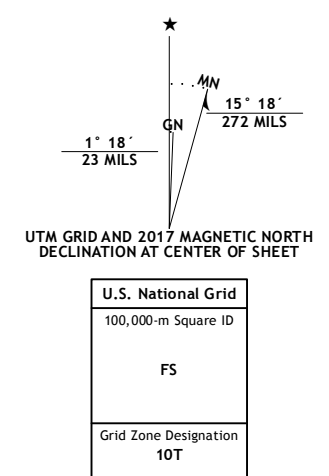 ★
MN
GN
15° 18´
272 MILS
1° 18´
23 MILS
UTM GRID AND 2017 MAGNETIC NORTH
DECLINATION AT CENTER OF SHEET
U.S. National Grid
100,000-m Square ID
FS
Grid Zone Designation
10T